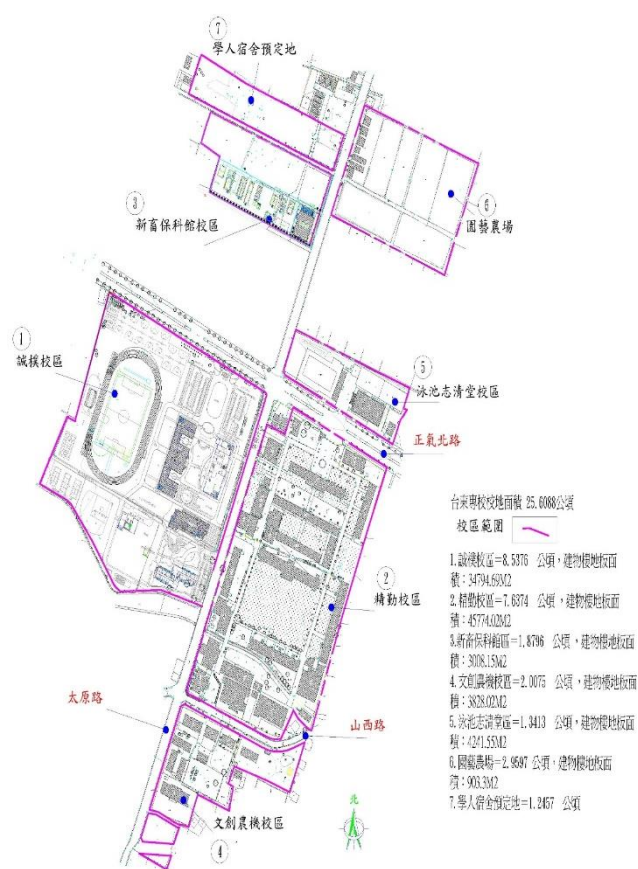 ⑦
學人宿舍預定地
③
新畜保科館校區
⑥
園藝農場
①
誠樸校區
⑤
泳池志清堂校區
正氣北路
②
精勤校區
太原路
山西路
文創農機校區
④
北
台東專校校地面積 25.6088公頃
校區範圍
1.誠樸校區=8.5376 公頃，建物樓地板面
積：34794.69M2
2.精勤校區=7.6374 公頃，建物樓地板面
積：45774.02M2
3.新畜保科館區=1.8796 公頃，建物樓地板面
積：3008.15M2
4.文創農機校區=2.0075 公頃，建物樓地板面
積：3828.02M2
5.泳池志清堂區=1.3413 公頃，建物樓地板面
積：4241.55M2
6.園藝農場=2.9597 公頃，建物樓地板面
積：903.3M2
7.學人宿舍預定地=1.2457 公頃